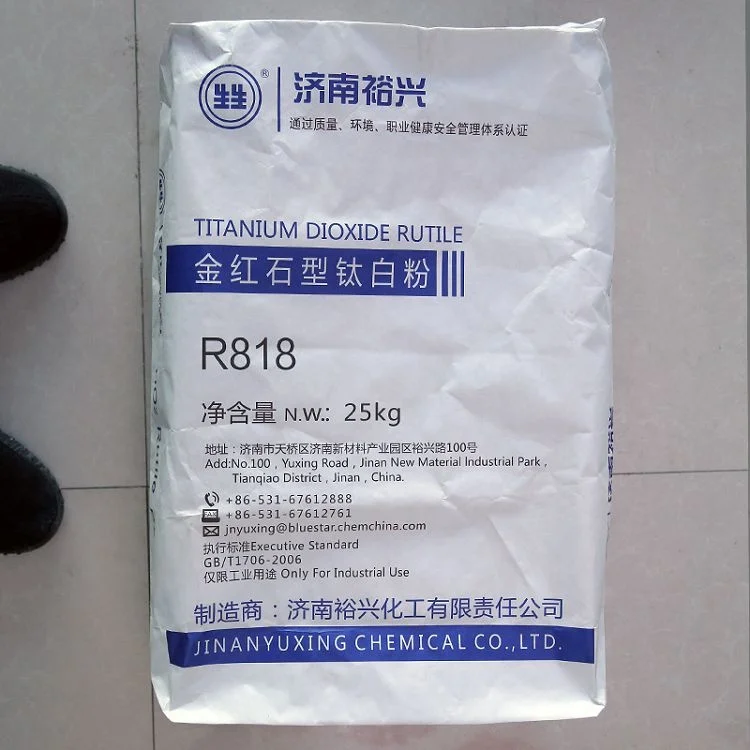 ®
济南裕兴
通过质量、环境、职业健康安全管理体系认证
TITANIUM DIOXIDE RUTILE
金红石型钛白粉
R818
净含量 N.W.: 25kg
地址:济南市天桥区济南新材料产业园区裕兴路100号
Add:No.100, Yuxing Road, Jinan New Material Industrial Park,
Tianqiao District, Jinan, China.
+86-531-67612888
FAX +86-531-67612761
jnyuxing@bluestar.chemchina.com
执行标准Executive Standard
GB/T1706-2006
仅限工业用途 Only For Industrial Use
制造商:济南裕兴化工有限责任公司
JINANYUXING CHEMICAL CO.,LTD.